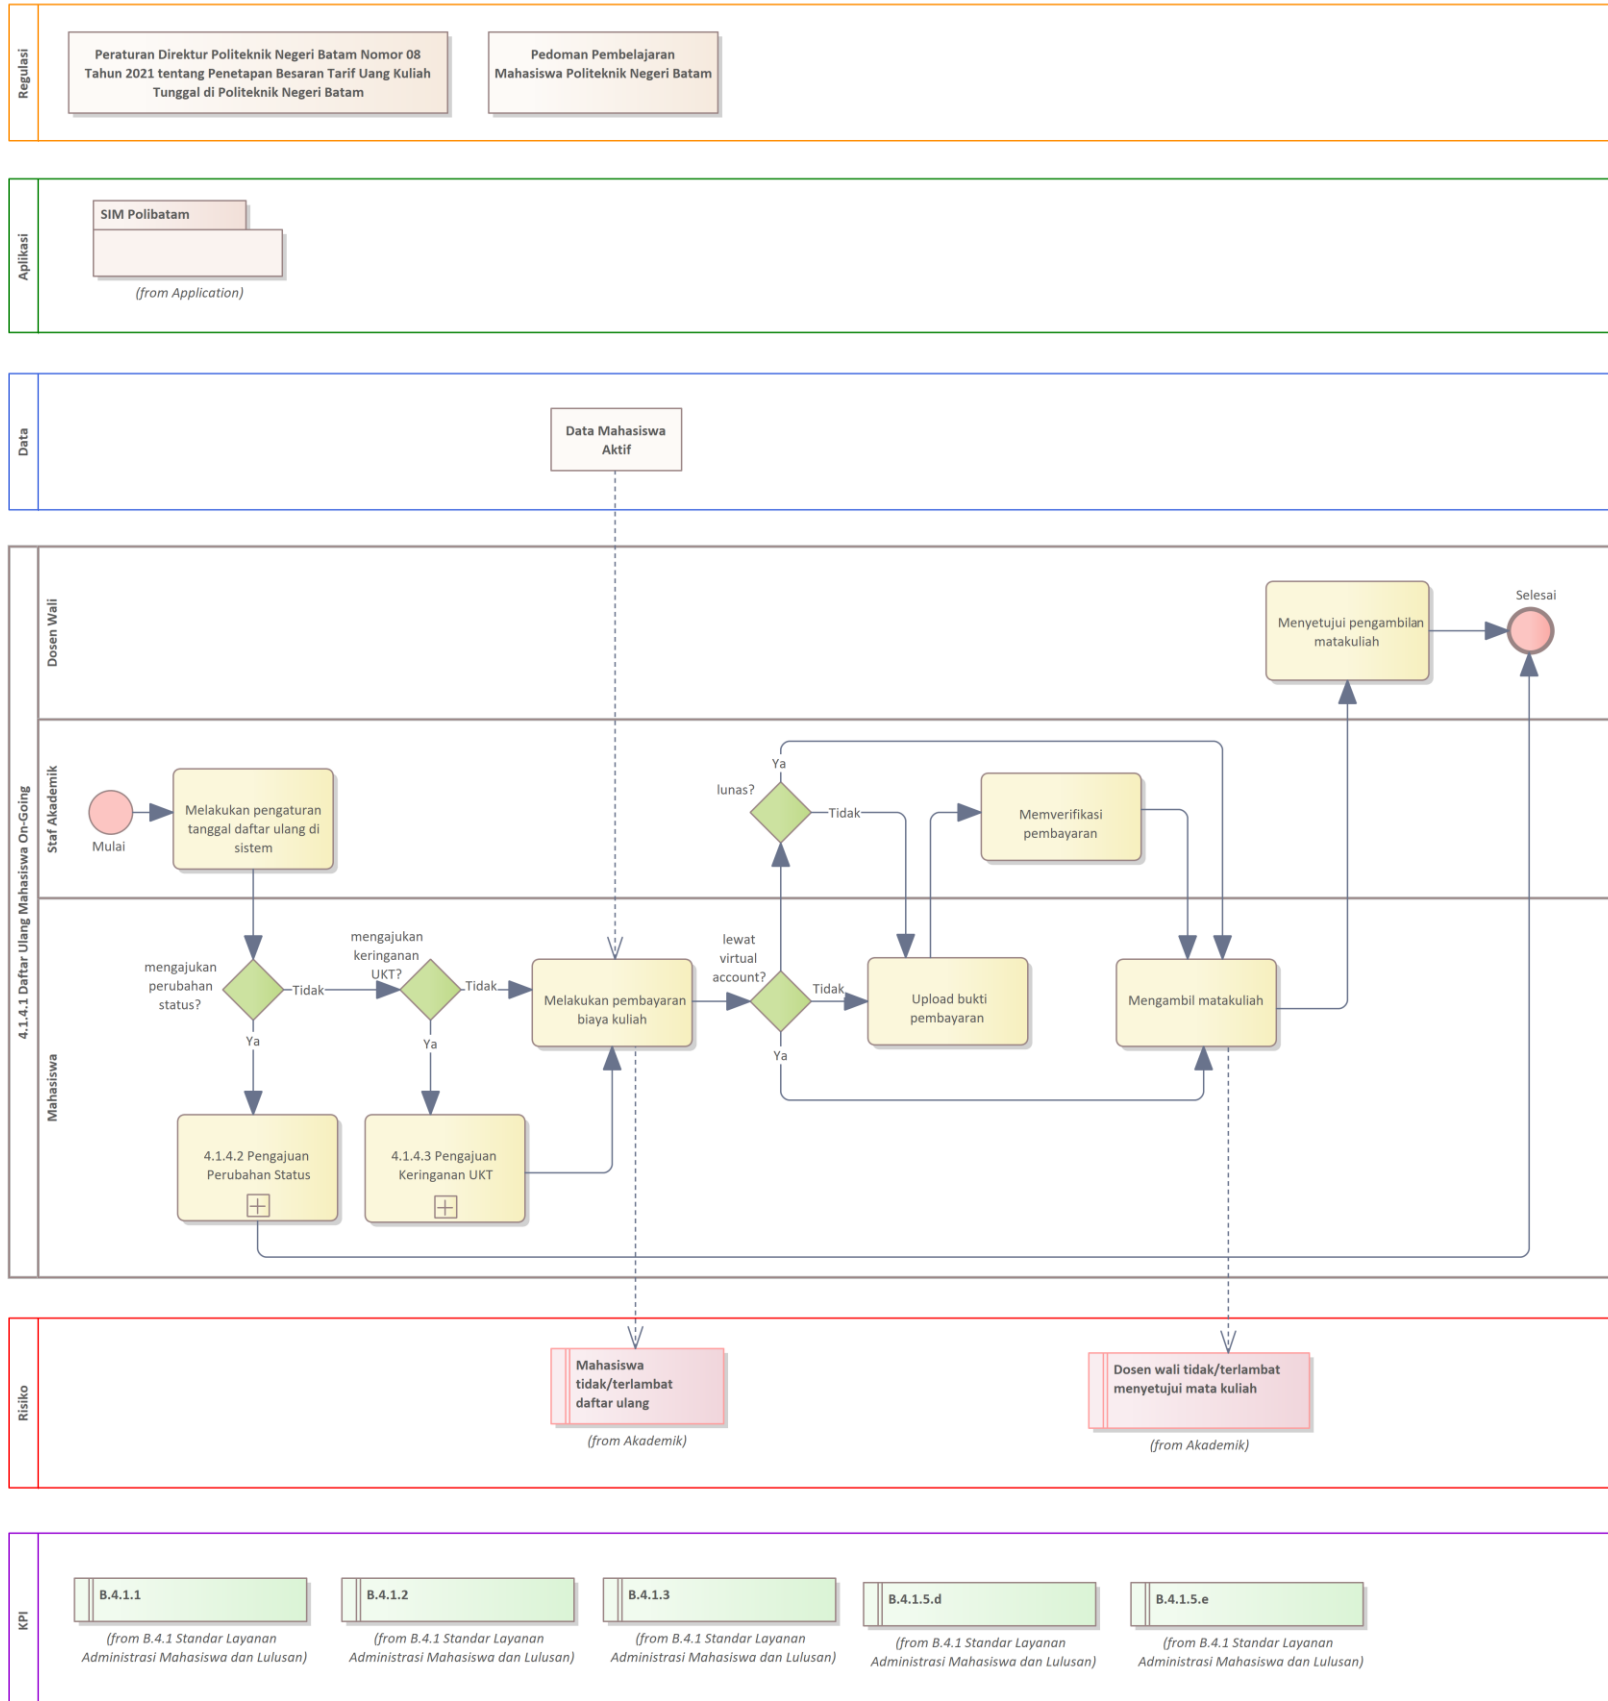 Regulasi
Peraturan Direktur Politeknik Negeri Batam Nomor 08
Tahun 2021 tentang Penetapan Besaran Tarif Uang Kuliah
Tunggal di Politeknik Negeri Batam
Pedoman Pembelajaran
Mahasiswa Politeknik Negeri Batam
Aplikasi
SIM Polibatam
(from Application)
Data
Data Mahasiswa
Aktif
4.1.4.1 Daftar Ulang Mahasiswa On-Going
Dosen Wali
Menyetujui pengambilan
matakuliah
Selesai
Staf Akademik
Mulai
Melakukan pengaturan
tanggal daftar ulang di
sistem
lunas?
Ya
Tidak
Memverifikasi
pembayaran
Mahasiswa
mengajukan
perubahan
status?
Tidak
Ya
mengajukan
keringanan
UKT?
Tidak
Ya
Melakukan pembayaran
biaya kuliah
lewat
virtual
account?
Tidak
Ya
Upload bukti
pembayaran
Mengambil matakuliah
4.1.4.2 Pengajuan
Perubahan Status
4.1.4.3 Pengajuan
Keringanan UKT
Risiko
Mahasiswa
tidak/terlambat
daftar ulang
(from Akademik)
Dosen wali tidak/terlambat
menyetujui mata kuliah
(from Akademik)
KPI
B.4.1.1
(from B.4.1 Standar Layanan
Administrasi Mahasiswa dan Lulusan)
B.4.1.2
(from B.4.1 Standar Layanan
Administrasi Mahasiswa dan Lulusan)
B.4.1.3
(from B.4.1 Standar Layanan
Administrasi Mahasiswa dan Lulusan)
B.4.1.5.d
(from B.4.1 Standar Layanan
Administrasi Mahasiswa dan Lulusan)
B.4.1.5.e
(from B.4.1 Standar Layanan
Administrasi Mahasiswa dan Lulusan)